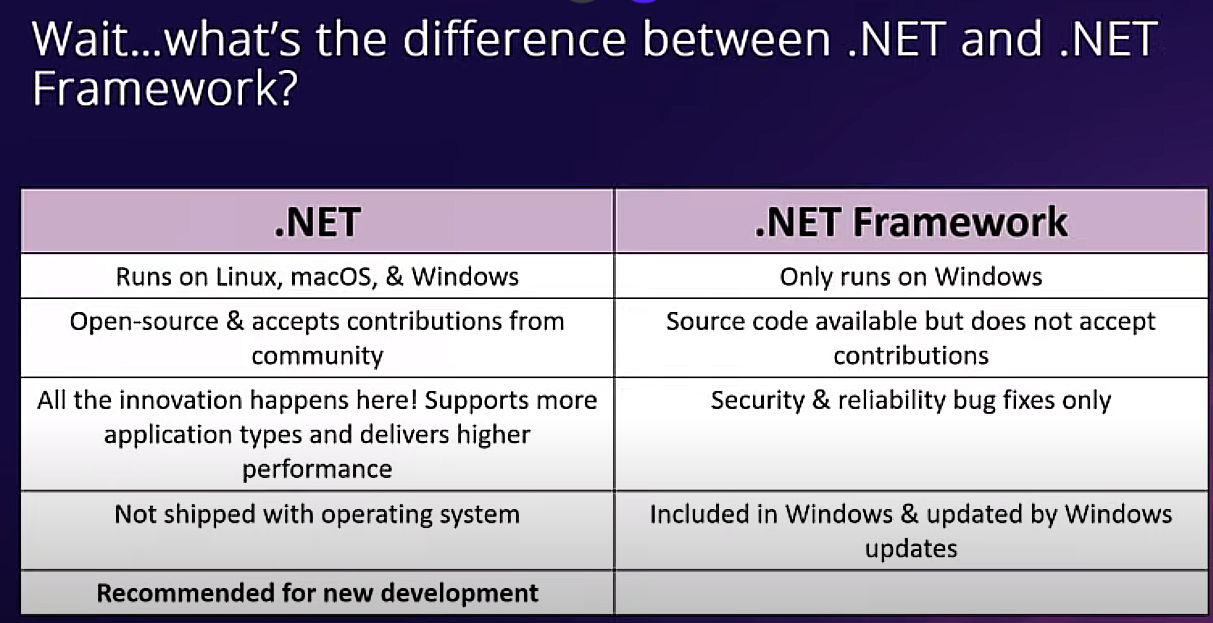 Wait...what's the difference between .NET and .NET
Framework?
.NET
.NET Framework
Runs on Linux, macOS, & Windows
Only runs on Windows
Open-source & accepts contributions from
community
Source code available but does not accept
contributions
All the innovation happens here! Supports more
application types and delivers higher
performance
Security & reliability bug fixes only
Not shipped with operating system
Included in Windows & updated by Windows
updates
Recommended for new development